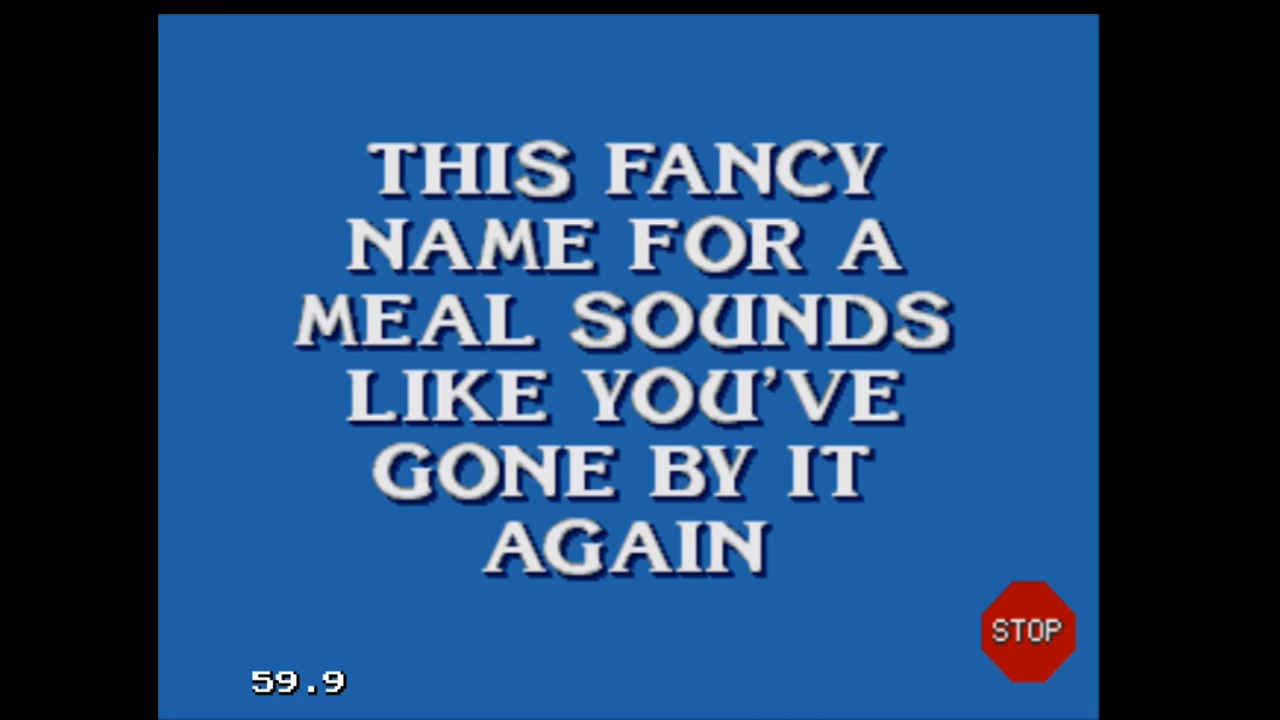 THIS FANCY
NAME FOR A
MEAL SOUNDS
LIKE YOU'VE
GONE BY IT
AGAIN
STOP
59.9